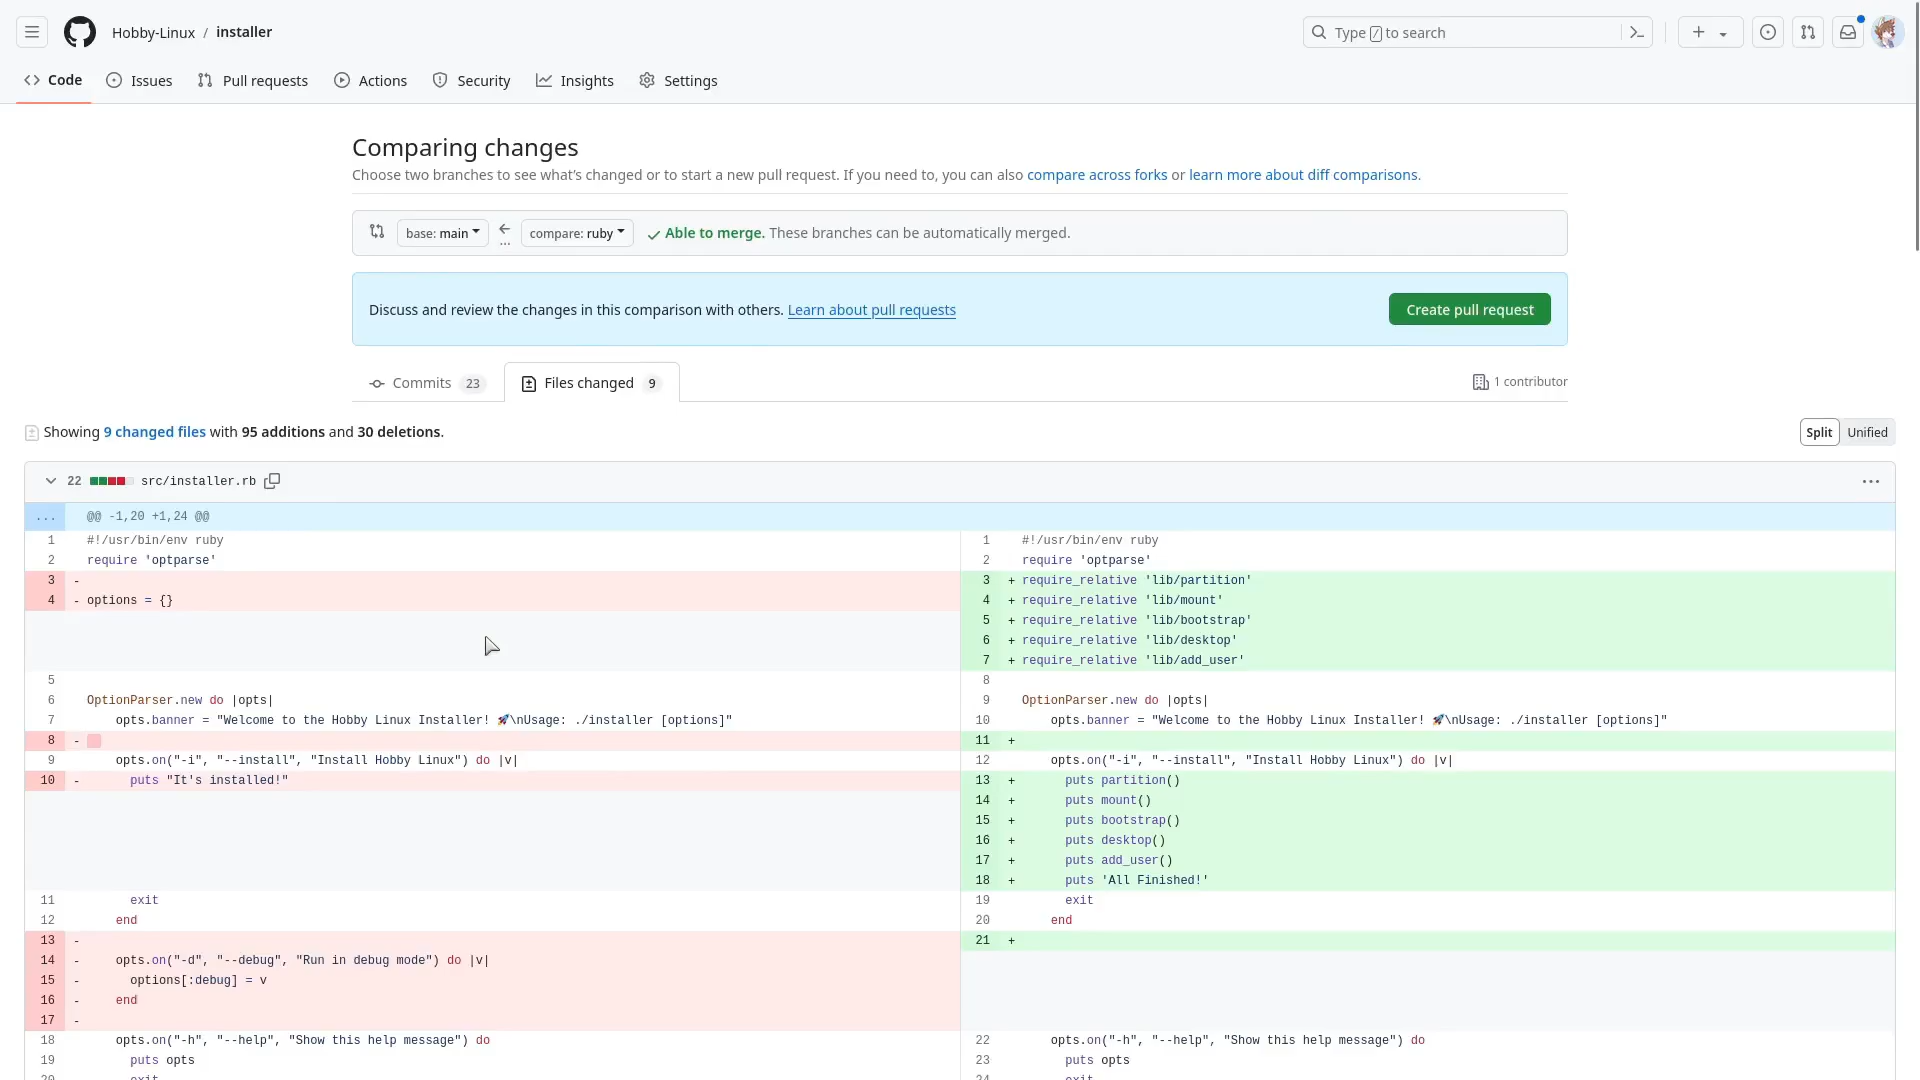 Hobby-Linux / installer
Type / to search
Code
Issues
Pull requests
Actions
Security
Insights
Settings
Comparing changes
Choose two branches to see what's changed or to start a new pull request. If you need to, you can also compare across forks or learn more about diff comparisons.
base: main
compare: ruby
Able to merge. These branches can be automatically merged.
Discuss and review the changes in this comparison with others. Learn about pull requests
Create pull request
Commits 23
Files changed 9
1 contributor
Showing 9 changed files with 95 additions and 30 deletions.
Split Unified
22 src/installer.rb
... @@ -1,20 +1,24 @@
1 #!/usr/bin/env ruby
2 require 'optparse'
3 -
4 - options = {}
5
6 OptionParser.new do |opts|
7 opts.banner = "Welcome to the Hobby Linux Installer! 🚀\nUsage: ./installer [options]"
8 -
9 opts.on("-i", "--install", "Install Hobby Linux") do |v|
10 - puts "It's installed!"
11 exit
12 end
13 -
14 - opts.on("-d", "--debug", "Run in debug mode") do |v|
15 - options[:debug] = v
16 - end
17 -
18 opts.on("-h", "--help", "Show this help message") do
19 puts opts
20 exit
1 #!/usr/bin/env ruby
2 require 'optparse'
3 + require_relative 'lib/partition'
4 + require_relative 'lib/mount'
5 + require_relative 'lib/bootstrap'
6 + require_relative 'lib/desktop'
7 + require_relative 'lib/add_user'
8
9 OptionParser.new do |opts|
10 opts.banner = "Welcome to the Hobby Linux Installer! 🚀\nUsage: ./installer [options]"
11 +
12 opts.on("-i", "--install", "Install Hobby Linux") do |v|
13 + puts partition()
14 + puts mount()
15 + puts bootstrap()
16 + puts desktop()
17 + puts add_user()
18 + puts 'All Finished!'
19 exit
20 end
21 +
22 opts.on("-h", "--help", "Show this help message") do
23 puts opts
24 exit